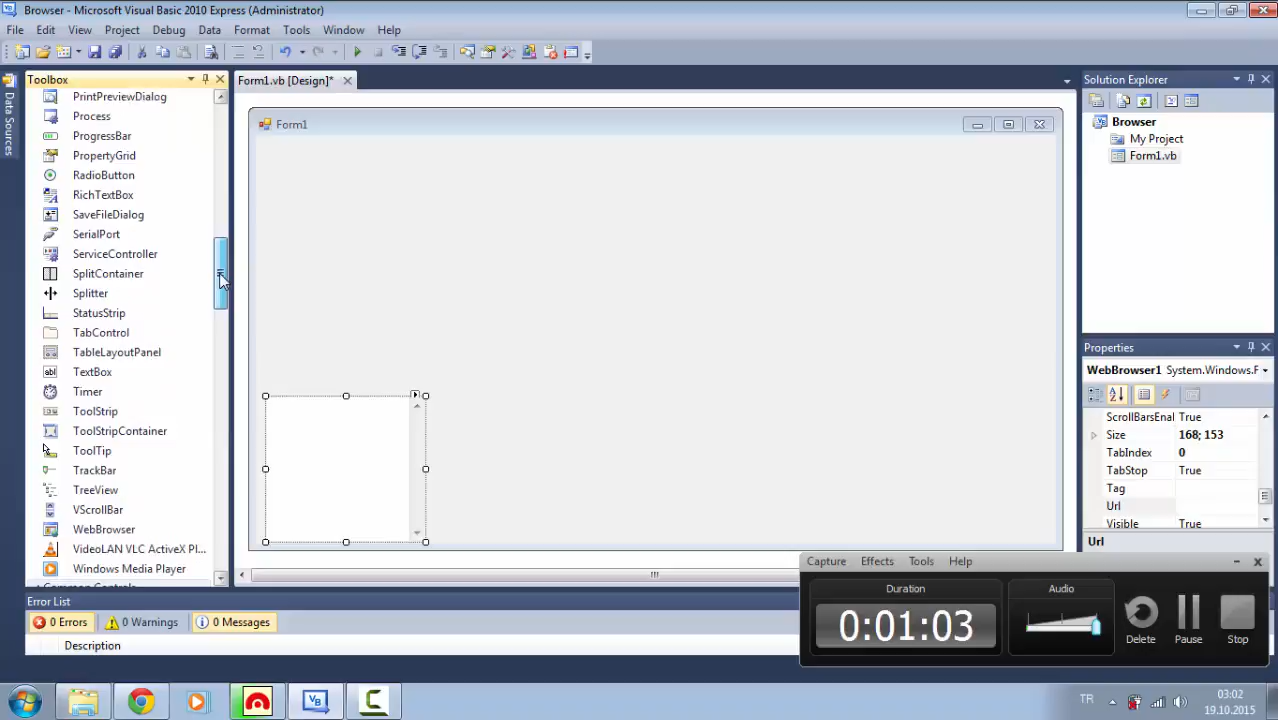 Browser - Microsoft Visual Basic 2010 Express (Administrator)
File Edit View Project Debug Data Format Tools Window Help
Toolbox
Form1.vb [Design]*
Solution Explorer
Data Sources
PrintPreviewDialog
Process
ProgressBar
PropertyGrid
RadioButton
RichTextBox
SaveFileDialog
SerialPort
ServiceController
SplitContainer
Splitter
StatusStrip
TabControl
TableLayoutPanel
TextBox
Timer
ToolStrip
ToolStripContainer
ToolTip
TrackBar
TreeView
VScrollBar
WebBrowser
VideoLAN VLC ActiveX Pl...
Windows Media Player
Common Controls
Form1
Browser
My Project
Form1.vb
Properties
WebBrowser1 System.Windows.F
ScrollBarsEnal True
Size 168; 153
TabIndex 0
TabStop True
Tag
Url
Visible True
Url
Error List
0 Errors 0 Warnings 0 Messages
Description
Capture Effects Tools Help
Duration
0:01:03
Audio
Delete Pause Stop
TR
03:02
19.10.2015